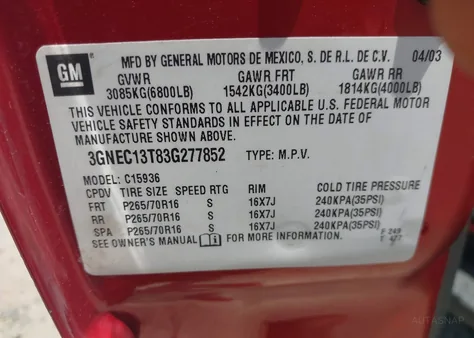 GM
MFD BY GENERAL MOTORS DE MEXICO, S. DE R.L. DE C.V. 04/03
GVWR GAWR FRT GAWR RR
3085KG(6800LB) 1542KG(3400LB) 1814KG(4000LB)
THIS VEHICLE CONFORMS TO ALL APPLICABLE U.S. FEDERAL MOTOR
VEHICLE SAFETY STANDARDS IN EFFECT ON THE DATE OF
MANUFACTURE SHOWN ABOVE.
3GNEC13T83G277852 TYPE: M.P.V.
MODEL: C15936
CPDV TIRE SIZE SPEED RTG RIM COLD TIRE PRESSURE
FRT P265/70R16 S 16X7J 240KPA(35PSI)
RR P265/70R16 S 16X7J 240KPA(35PSI)
SPA P265/70R16 S 16X7J 240KPA(35PSI)
SEE OWNER'S MANUAL FOR MORE INFORMATION.
F 249
T 477
AUTASNAP